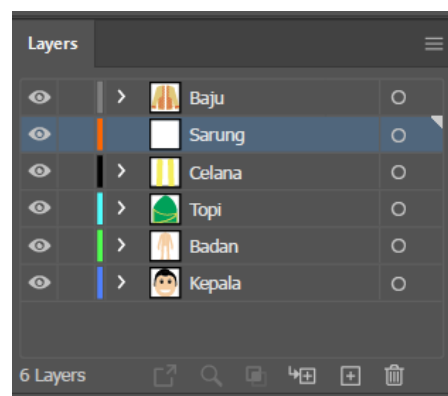 Layers
Baju
Sarung
Celana
Topi
Badan
Kepala
6 Layers